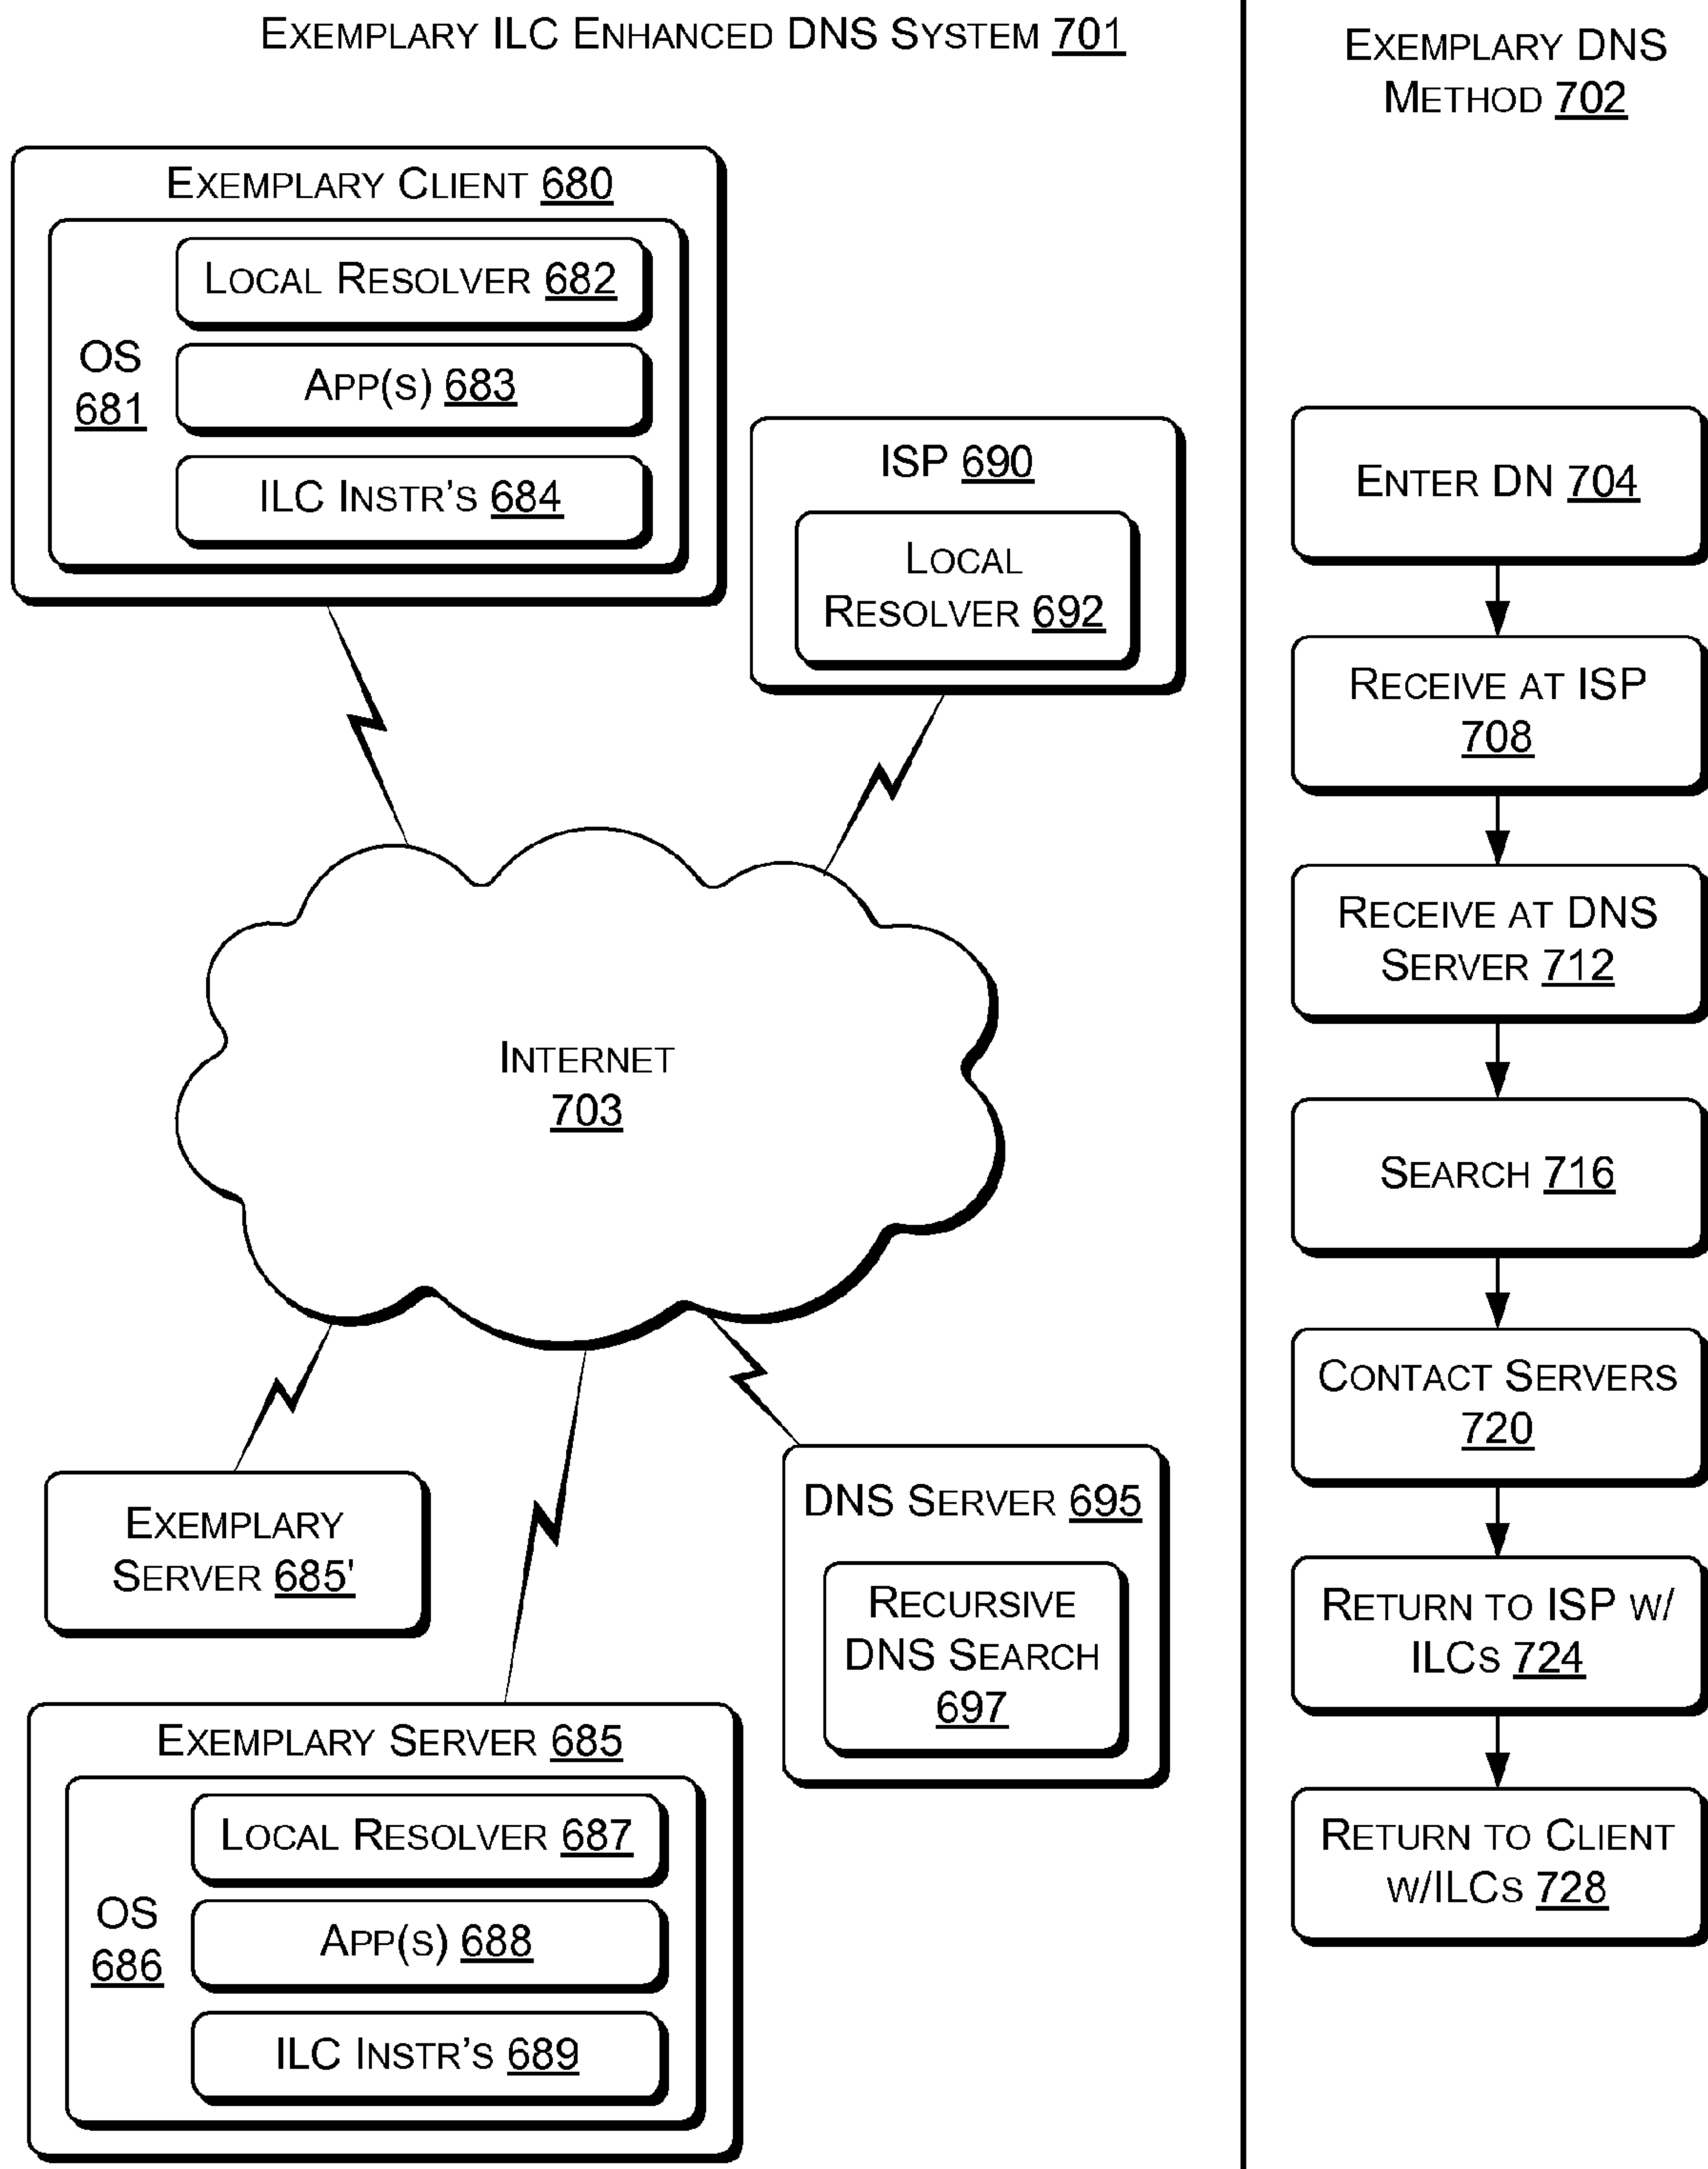 EXEMPLARY ILC ENHANCED DNS SYSTEM 701
EXEMPLARY CLIENT 680
OS
681
LOCAL RESOLVER 682
APP(S) 683
ILC INSTR'S 684
ISP 690
LOCAL
RESOLVER 692
INTERNET
703
EXEMPLARY
SERVER 685'
DNS SERVER 695
RECURSIVE
DNS SEARCH
697
EXEMPLARY SERVER 685
OS
686
LOCAL RESOLVER 687
APP(S) 688
ILC INSTR'S 689
EXEMPLARY DNS
METHOD 702
ENTER DN 704
RECEIVE AT ISP
708
RECEIVE AT DNS
SERVER 712
SEARCH 716
CONTACT SERVERS
720
RETURN TO ISP W/
ILCS 724
RETURN TO CLIENT
W/ILCS 728